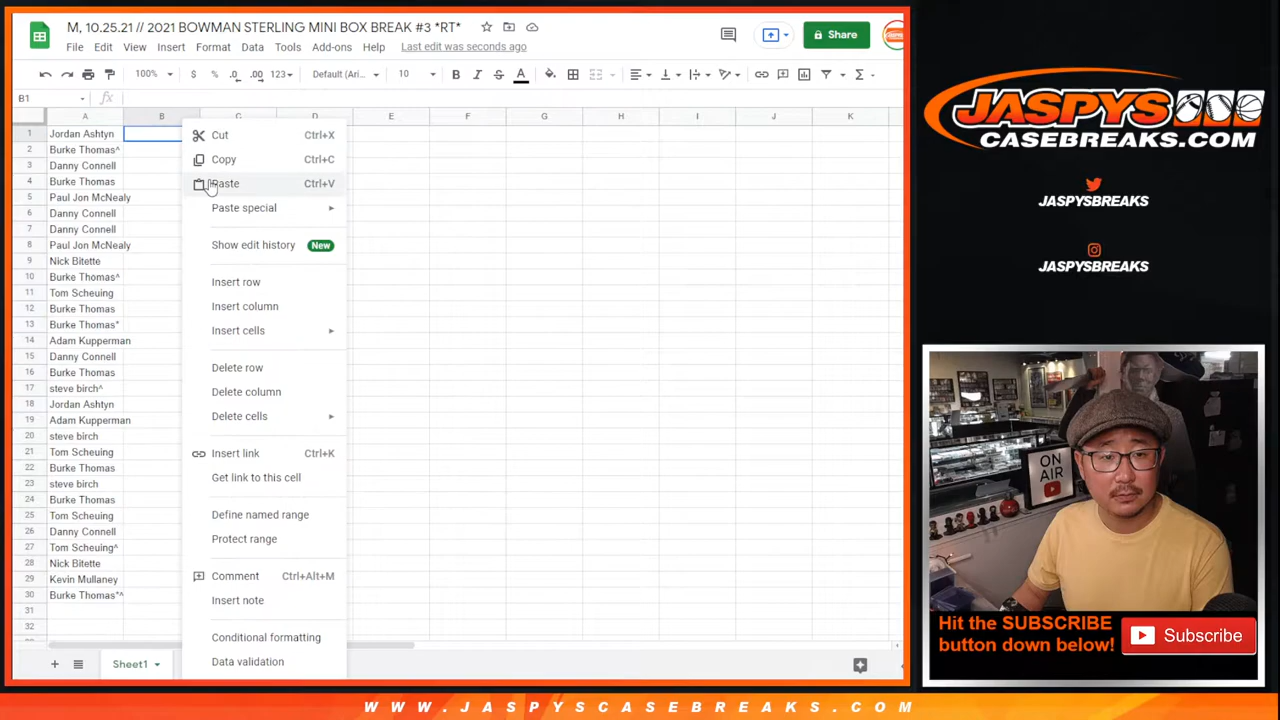 M, 10.25.21 // 2021 BOWMAN STERLING MINI BOX BREAK #3 *RT*
File Edit View Insert Format Data Tools Add-ons Help Last edit was seconds ago
Share
100% $ % .0 .00 123 Default (Ari... 10 B I S A
B1 fx
A B C D E F G H I J K
1 Jordan Ashtyn
2 Burke Thomas^
3 Danny Connell
4 Burke Thomas
5 Paul Jon McNealy
6 Danny Connell
7 Danny Connell
8 Paul Jon McNealy
9 Nick Bitette
10 Burke Thomas^
11 Tom Scheuing
12 Burke Thomas
13 Burke Thomas*
14 Adam Kupperman
15 Danny Connell
16 Burke Thomas
17 steve birch^
18 Jordan Ashtyn
19 Adam Kupperman
20 steve birch
21 Tom Scheuing
22 Burke Thomas
23 steve birch
24 Burke Thomas
25 Tom Scheuing
26 Danny Connell
27 Tom Scheuing^
28 Nick Bitette
29 Kevin Mullaney
30 Burke Thomas*^
31
32
Cut Ctrl+X
Copy Ctrl+C
Paste Ctrl+V
Paste special
Show edit history New
Insert row
Insert column
Insert cells
Delete row
Delete column
Delete cells
Insert link Ctrl+K
Get link to this cell
Define named range
Protect range
Comment Ctrl+Alt+M
Insert note
Conditional formatting
Data validation
Sheet1
JASPYS
CASEBREAKS.COM
JASPYSBREAKS
JASPYSBREAKS
ON
AIR
Hit the SUBSCRIBE
button down below!
Subscribe
WWW.JASPYSCASEBREAKS.COM